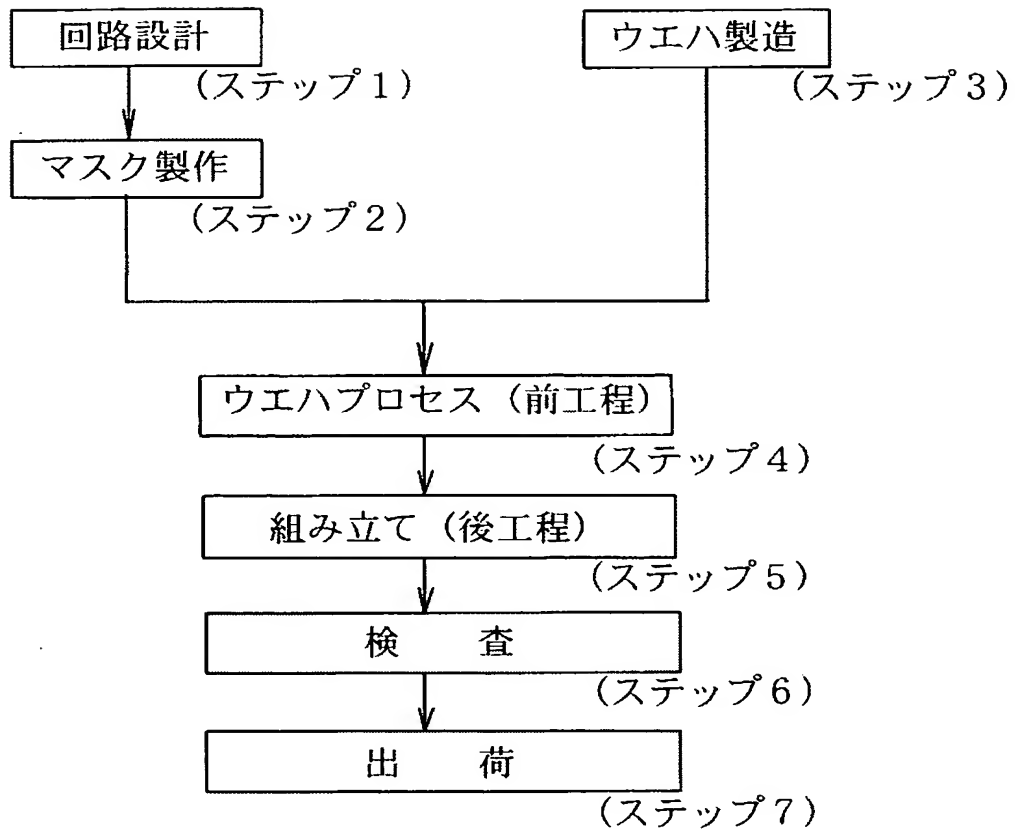 回路設計
(ステップ1)
マスク製作
(ステップ2)
ウエハ製造
(ステップ3)
ウエハプロセス(前工程)
(ステップ4)
組み立て(後工程)
(ステップ5)
検　査
(ステップ6)
出　荷
(ステップ7)